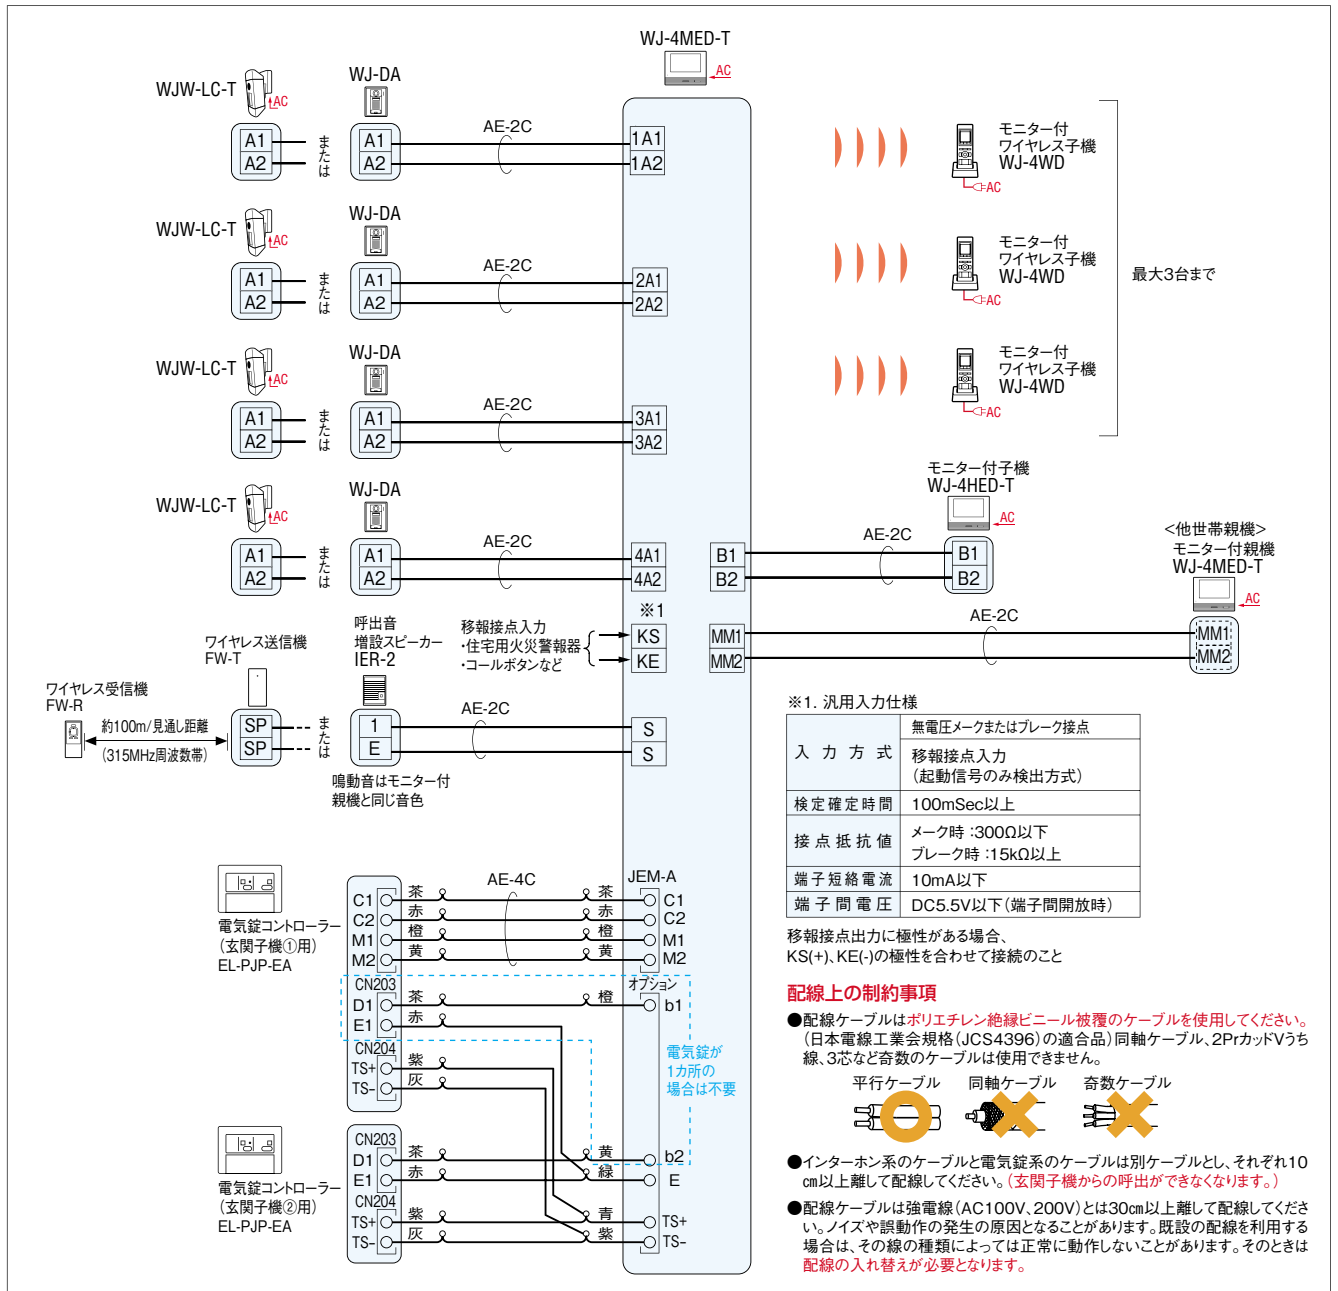 WJ-4MED-T
AC
WJW-LC-T
AC
WJ-DA
A1
A2
または
A1
A2
AE-2C
1A1
1A2
モニター付
ワイヤレス子機
WJ-4WD
AC
WJW-LC-T
AC
WJ-DA
A1
A2
または
A1
A2
AE-2C
2A1
2A2
モニター付
ワイヤレス子機
WJ-4WD
AC
最大3台まで
WJW-LC-T
AC
WJ-DA
A1
A2
または
A1
A2
AE-2C
3A1
3A2
モニター付
ワイヤレス子機
WJ-4WD
AC
WJW-LC-T
AC
WJ-DA
A1
A2
または
A1
A2
AE-2C
4A1
4A2
B1
B2
AE-2C
モニター付子機
WJ-4HED-T
AC
B1
B2
<他世帯親機>
モニター付親機
WJ-4MED-T
AC
※1
KS
KE
移報接点入力
・住宅用火災警報器
・コールボタンなど
MM1
MM2
AE-2C
MM1
MM2
ワイヤレス受信機
FW-R
約100m/見通し距離
(315MHz周波数帯)
ワイヤレス送信機
FW-T
SP
SP
または
呼出音
増設スピーカー
IER-2
1
E
AE-2C
S
S
鳴動音はモニター付
親機と同じ音色
※1. 汎用入力仕様
入力方式
無電圧メークまたはブレーク接点
移報接点入力
(起動信号のみ検出方式)
検定確定時間 100mSec以上
接点抵抗値
メーク時:300Ω以下
ブレーク時:15kΩ以上
端子短絡電流 10mA以下
端子間電圧 DC5.5V以下(端子間開放時)
移報接点出力に極性がある場合、
KS(+)、KE(-)の極性を合わせて接続のこと
電気錠コントローラー
(玄関子機①用)
EL-PJP-EA
AE-4C
JEM-A
C1 茶 茶 C1
C2 赤 赤 C2
M1 橙 橙 M1
M2 黄 黄 M2
CN203
オプション
D1 茶 橙 b1
E1 赤
CN204
TS+ 紫
TS- 灰
電気錠が
1カ所の
場合は不要
電気錠コントローラー
(玄関子機②用)
EL-PJP-EA
CN203
D1 茶 黄 b2
E1 赤 緑 E
CN204
TS+ 紫 青 TS+
TS- 灰 紫 TS-
配線上の制約事項
●配線ケーブルはポリエチレン絶縁ビニール被覆のケーブルを使用してください。
(日本電線工業会規格(JCS4396)の適合品)同軸ケーブル、2PrカッドVうち
線、3芯など奇数のケーブルは使用できません。
平行ケーブル 同軸ケーブル 奇数ケーブル
●インターホン系のケーブルと電気錠系のケーブルは別ケーブルとし、それぞれ10
㎝以上離して配線してください。(玄関子機からの呼出ができなくなります。)
●配線ケーブルは強電線(AC100V、200V)とは30㎝以上離して配線してくださ
い。ノイズや誤動作の発生の原因となることがあります。既設の配線を利用する
場合は、その線の種類によっては正常に動作しないことがあります。そのときは
配線の入れ替えが必要となります。